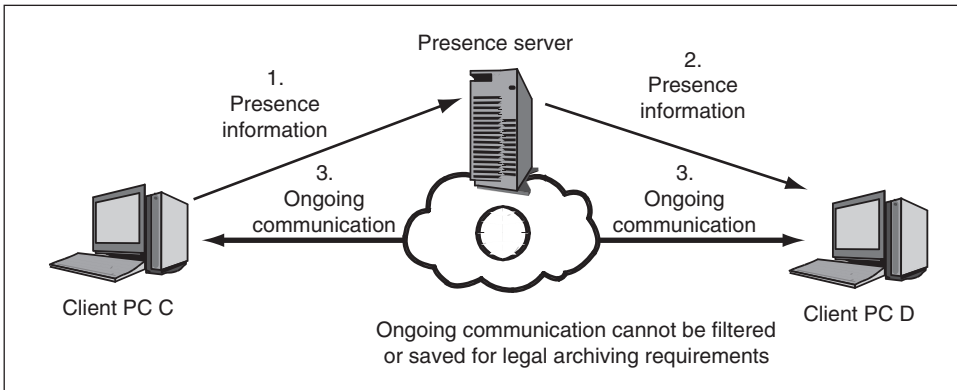 Presence server
1.
Presence
information
2.
Presence
information
3.
Ongoing
communication
3.
Ongoing
communication
Client PC C
Client PC D
Ongoing communication cannot be filtered
or saved for legal archiving requirements